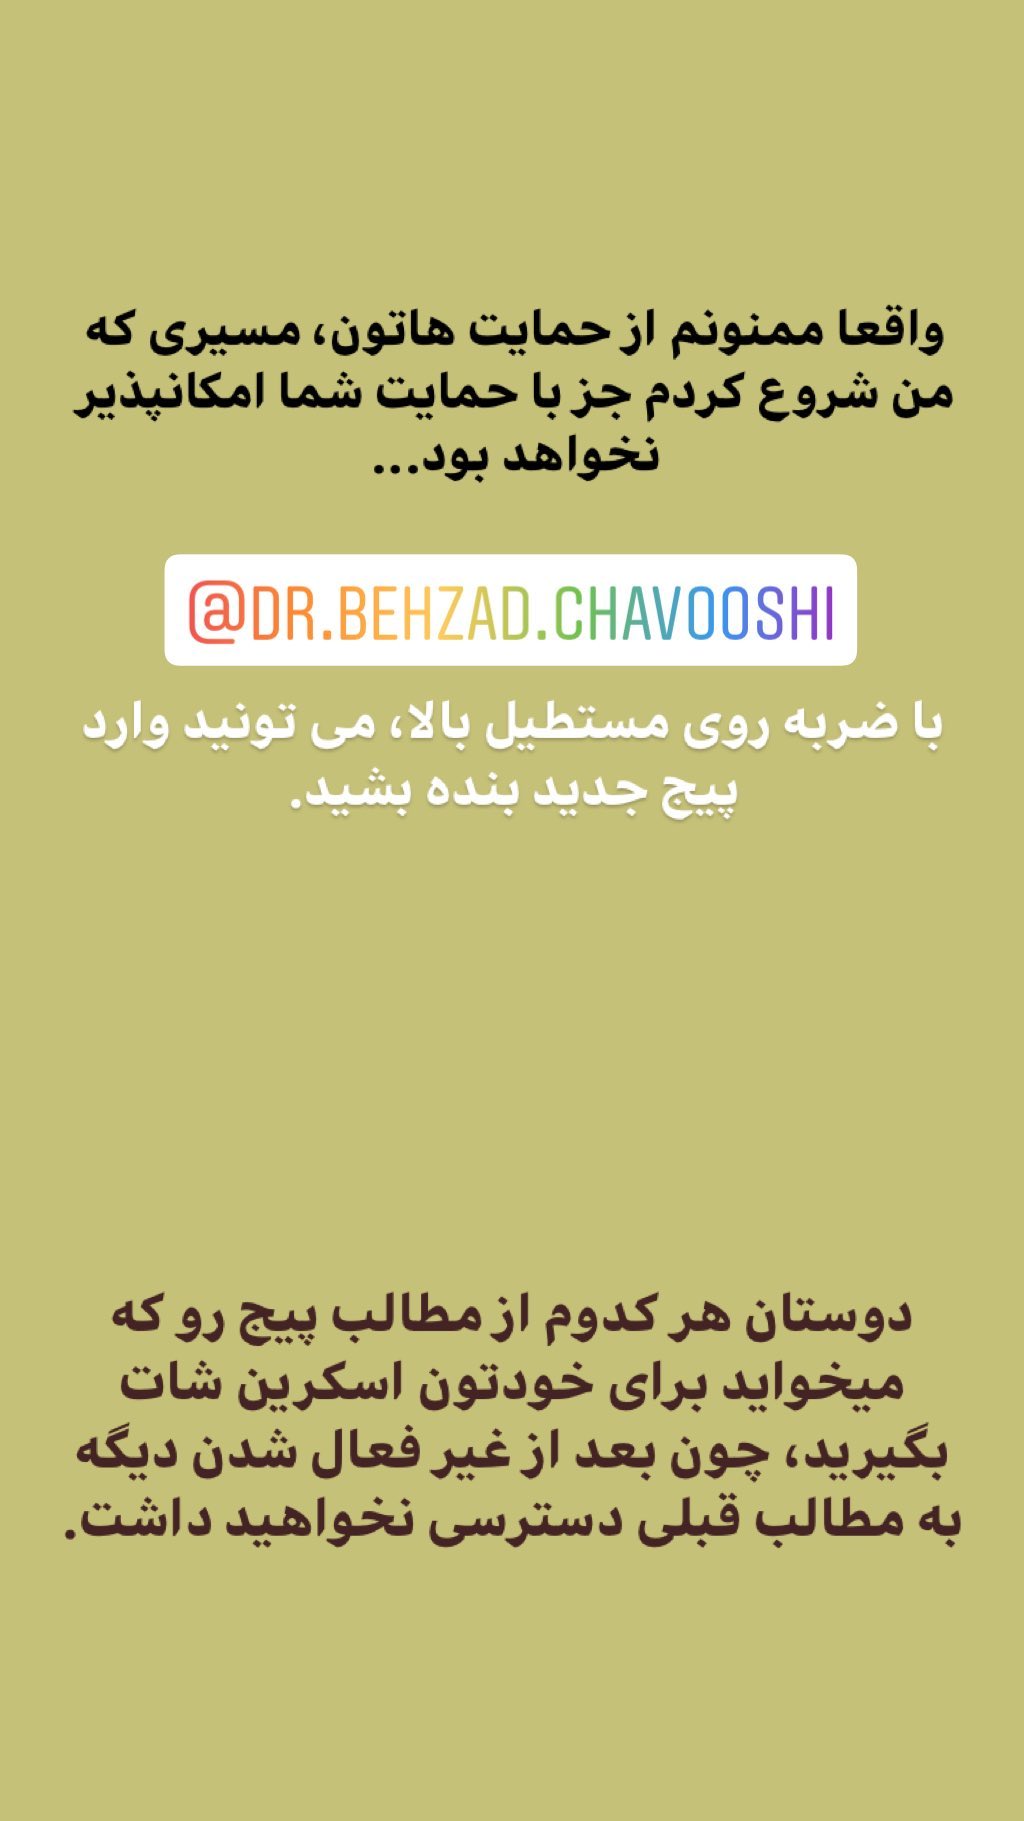 واقعا ممنونم از حمایت هاتون، مسیری که
من شروع کردم جز با حمایت شما امکانپذیر
نخواهد بود...
@DR.BEHZAD.CHAVOOSHI
با ضربه روی مستطیل بالا، می تونید وارد
پیج جدید بنده بشید.
دوستان هر کدوم از مطالب پیج رو که
میخواید برای خودتون اسکرین شات
بگیرید، چون بعد از غیر فعال شدن دیگه
به مطالب قبلی دسترسی نخواهید داشت.